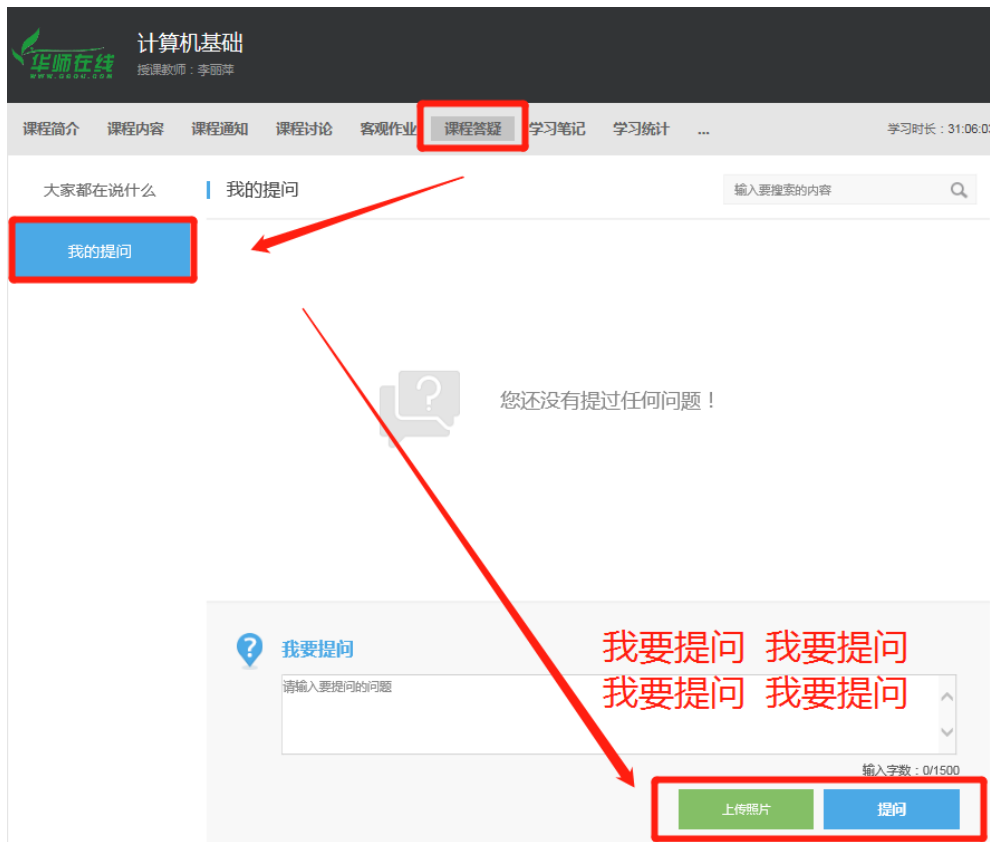 计算机基础
华师在线
www.gdou.com
授课教师：李丽萍
课程简介 课程内容 课程通知 课程讨论 客观作业 课程答疑 学习笔记 学习统计 ... 学习时长：31:06:03
大家都在说什么
我的提问
输入要搜索的内容
我的提问
您还没有提过任何问题！
我要提问
我要提问 我要提问
请输入要提问的问题
我要提问 我要提问
输入字数：0/1500
上传照片 提问